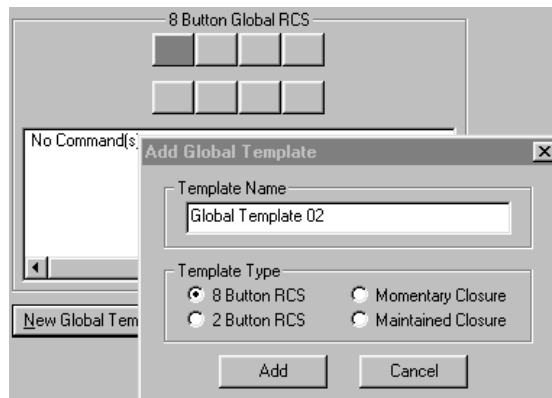 8 Button Global RCS
No Command(s)
Add Global Template
Template Name
Global Template 02
Template Type
8 Button RCS
Momentary Closure
2 Button RCS
Maintained Closure
New Global Tem
Add
Cancel